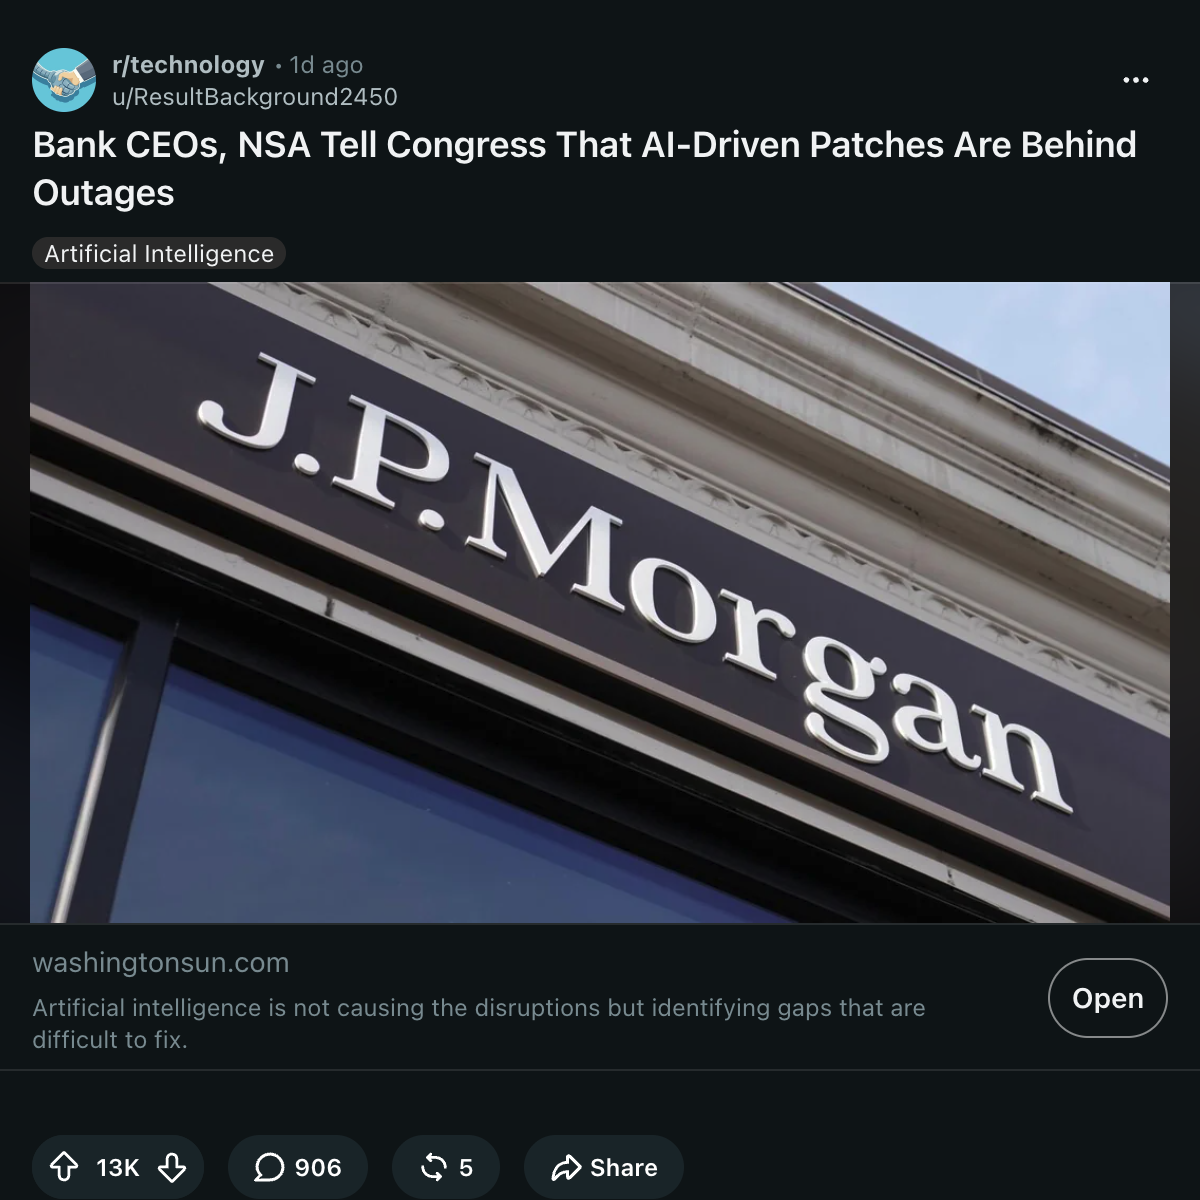 r/technology • 1d ago
u/ResultBackground2450
Bank CEOs, NSA Tell Congress That AI-Driven Patches Are Behind
Outages
Artificial Intelligence
J.P.Morgan
washingtonsun.com
Artificial intelligence is not causing the disruptions but identifying gaps that are
difficult to fix.
Open
13K 906 5 Share